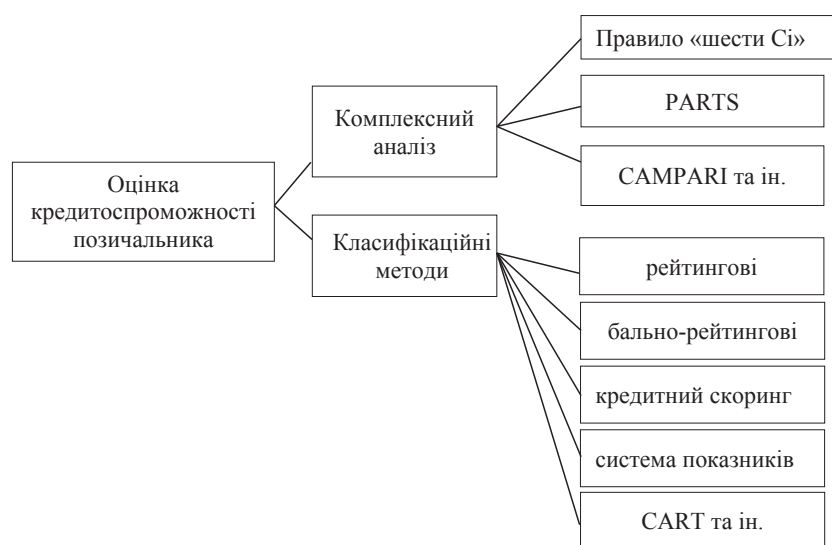 Оцінка
кредитоспроможності
позичальника
Комплексний
аналіз
Правило «шести Сі»
PARTS
CAMPARI та ін.
Класифікаційні
методи
рейтингові
бально-рейтингові
кредитний скоринг
система показників
CART та ін.